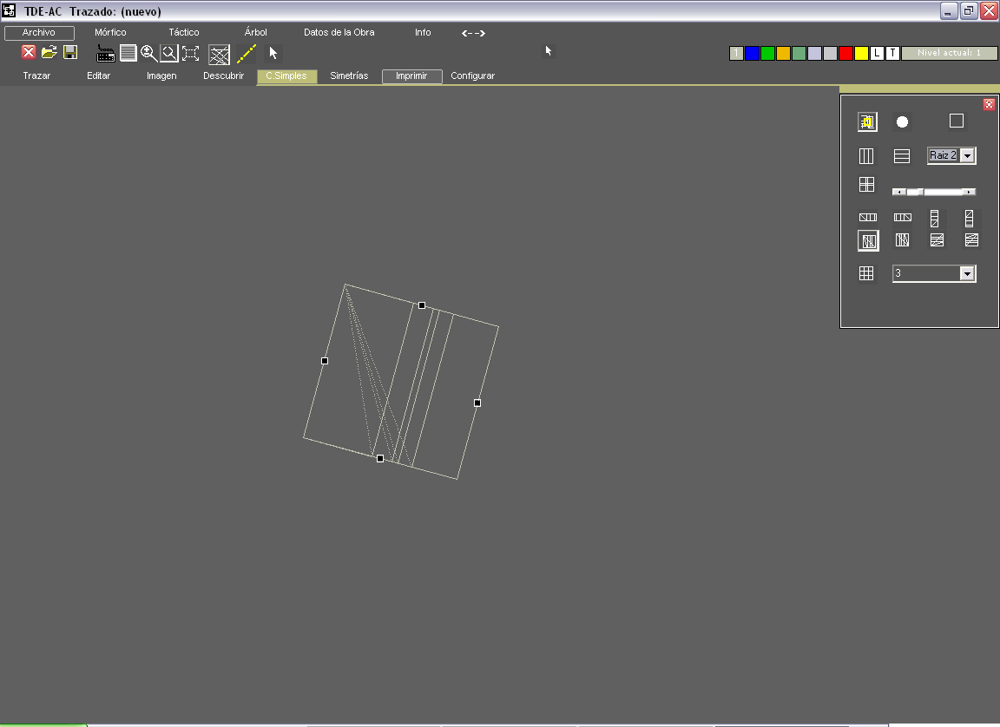 TDE-AC Trazado: (nuevo)
Archivo Mórfico Táctico Árbol Datos de la Obra Info <-->
1 L T Nivel actual: 1
Trazar Editar Imagen Descubrir C.Simples Simetrías Imprimir Configurar
Raiz 2
3